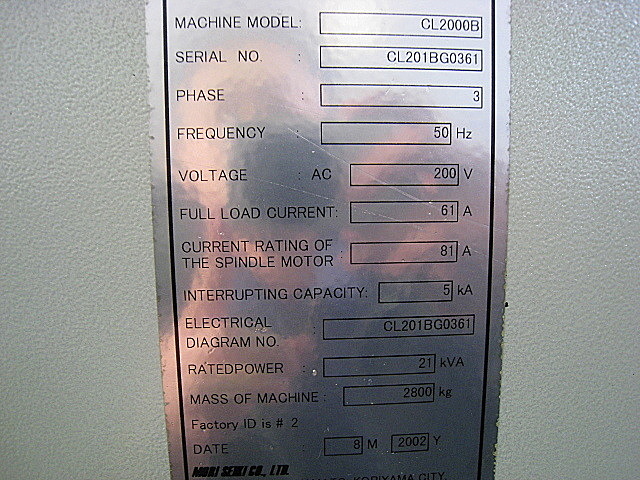 MACHINE MODEL: CL2000B
SERIAL NO. : CL201BG0361
PHASE : 3
FREQUENCY : 50 Hz
VOLTAGE : AC 200 V
FULL LOAD CURRENT: 61 A
CURRENT RATING OF
THE SPINDLE MOTOR : 81 A
INTERRUPTING CAPACITY: 5 kA
ELECTRICAL
DIAGRAM NO. : CL201BG0361
RATEDPOWER : 21 kVA
MASS OF MACHINE : 2800 kg
Factory ID is # 2
DATE : 8 M 2002 Y
MORI SEIKI CO., LTD.
KORIYAMA CITY,